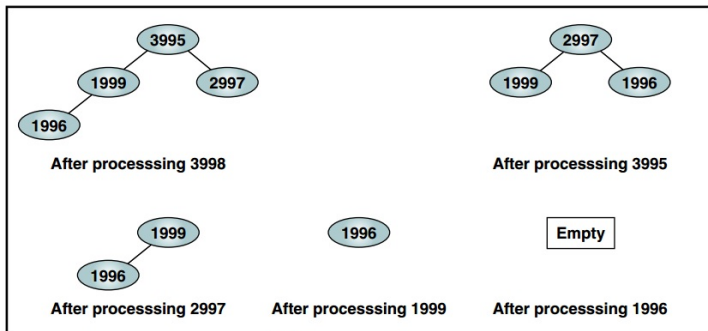 3995
1999 2997
1996
After processsing 3998
2997
1999 1996
After processsing 3995
1999
1996
After processsing 2997
1996
After processsing 1999
Empty
After processsing 1996